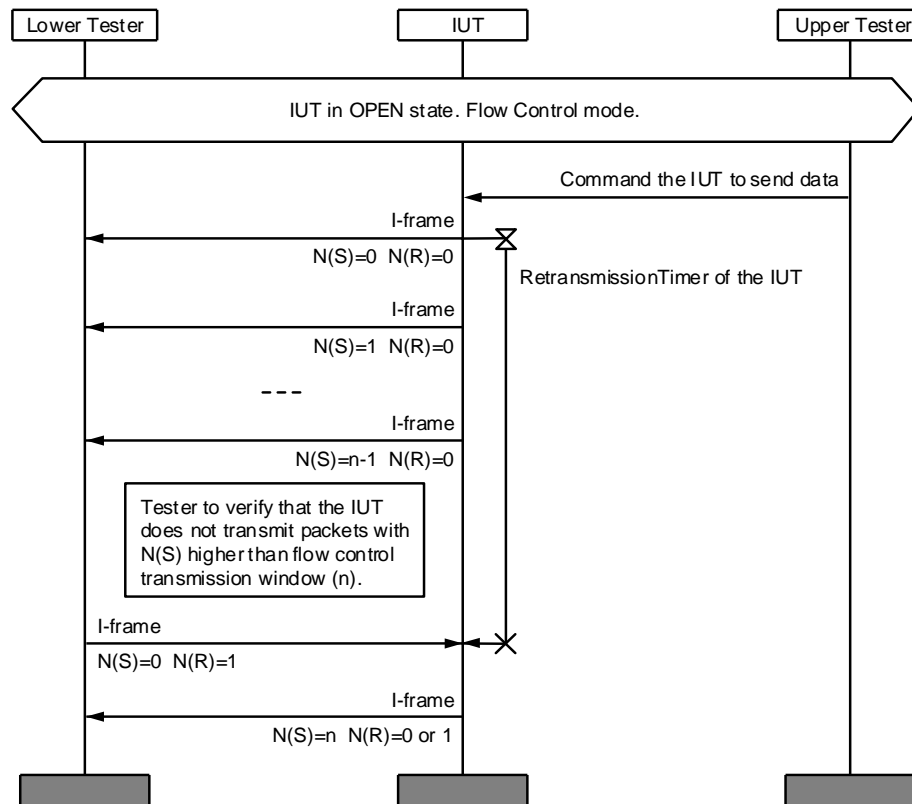 Lower Tester
IUT
Upper Tester
IUT in OPEN state. Flow Control mode.
Command the IUT to send data
I-frame
N(S)=0 N(R)=0
RetransmissionTimer of the IUT
I-frame
N(S)=1 N(R)=0
I-frame
N(S)=n-1 N(R)=0
Tester to verify that the IUT
does not transmit packets with
N(S) higher than flow control
transmission window (n).
I-frame
N(S)=0 N(R)=1
I-frame
N(S)=n N(R)=0 or 1